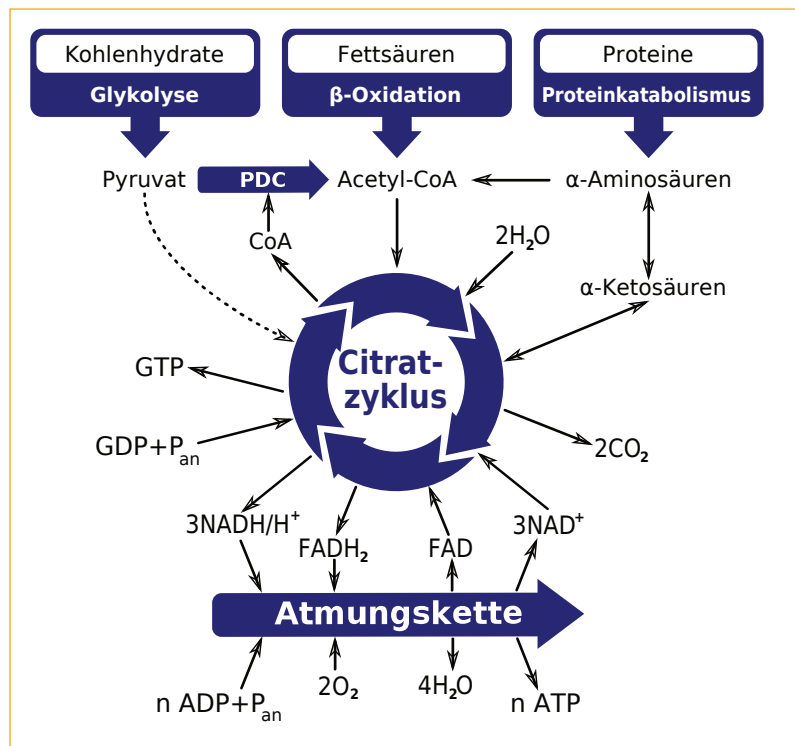 Kohlenhydrate
Glykolyse
Fettsäuren
β-Oxidation
Proteine
Proteinkatabolismus
Pyruvat
PDC
Acetyl-CoA
α-Aminosäuren
CoA
2H₂O
α-Ketosäuren
Citrat-
zyklus
GTP
GDP+Pan
2CO₂
3NADH/H⁺
FADH₂
FAD
3NAD⁺
Atmungskette
n ADP+Pan
2O₂
4H₂O
n ATP